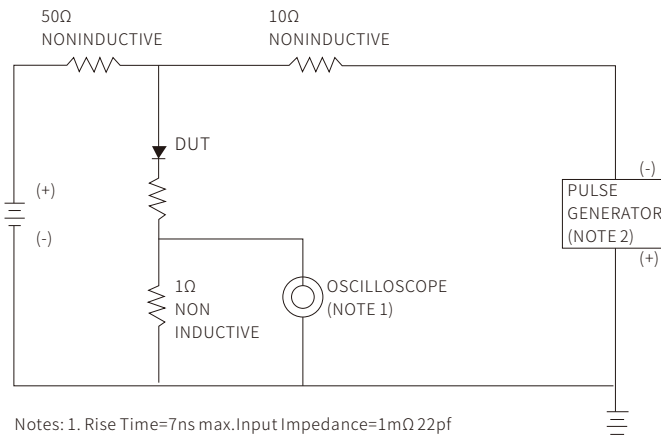 50Ω
NONINDUCTIVE
10Ω
NONINDUCTIVE
DUT
(+)
(-)
(-)
PULSE
GENERATOR
(NOTE 2)
(+)
1Ω
NON
INDUCTIVE
OSCILLOSCOPE
(NOTE 1)
Notes: 1. Rise Time=7ns max.Input Impedance=1mΩ 22pf